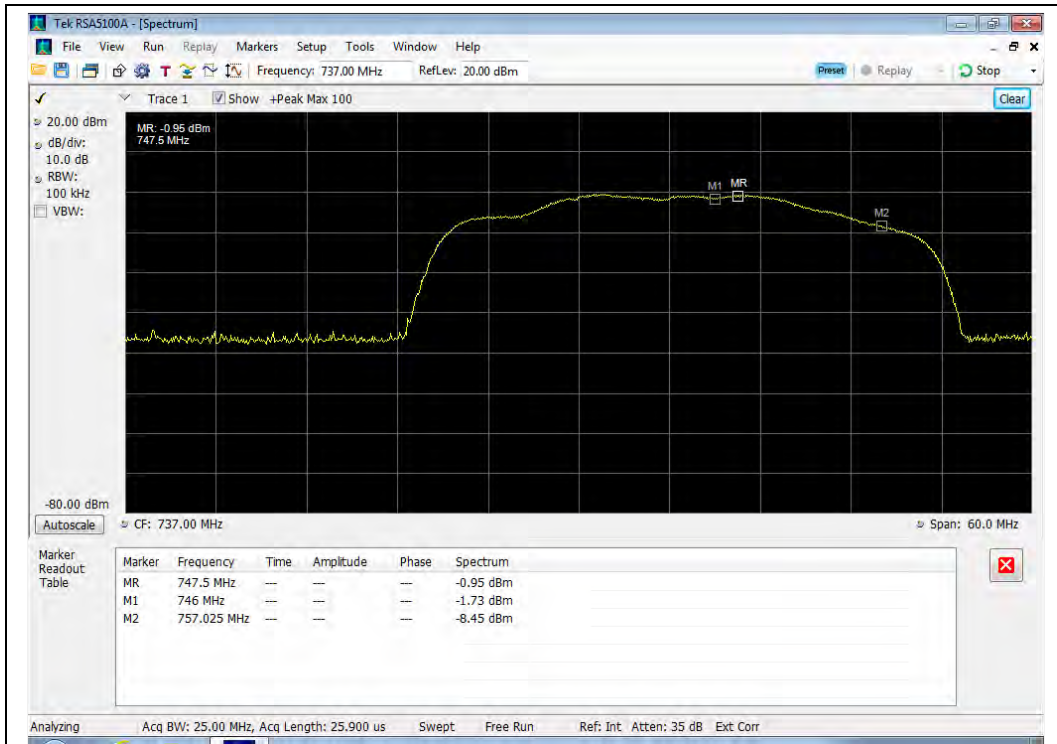 Tek RSA5100A - [Spectrum]
File View Run Replay Markers Setup Tools Window Help
Frequency: 737.00 MHz RefLev: 20.00 dBm Preset Replay Stop
Trace 1 Show +Peak Max 100 Clear
20.00 dBm
dB/div:
10.0 dB
RBW:
100 kHz
VBW:
MR: -0.95 dBm
747.5 MHz
M1 MR
M2
-80.00 dBm
Autoscale CF: 737.00 MHz Span: 60.0 MHz
Marker
Readout
Table
Marker Frequency Time Amplitude Phase Spectrum
MR 747.5 MHz --- --- --- -0.95 dBm
M1 746 MHz --- --- --- -1.73 dBm
M2 757.025 MHz --- --- --- -8.45 dBm
Analyzing Acq BW: 25.00 MHz, Acq Length: 25.900 us Swept Free Run Ref: Int Atten: 35 dB Ext Corr